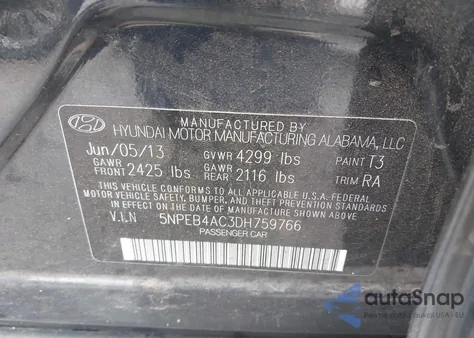 MANUFACTURED BY
HYUNDAI MOTOR MANUFACTURING ALABAMA, LLC
Jun/05/13 GVWR 4299 lbs PAINT T3
GAWR FRONT 2425 lbs GAWR REAR 2116 lbs TRIM RA
THIS VEHICLE CONFORMS TO ALL APPLICABLE U.S.A. FEDERAL
MOTOR VEHICLE SAFETY, BUMPER, AND THEFT PREVENTION STANDARDS
IN EFFECT ON THE DATE OF MANUFACTURE SHOWN ABOVE.
V.I.N 5NPEB4AC3DH759766
PASSENGER CAR
autoSnap